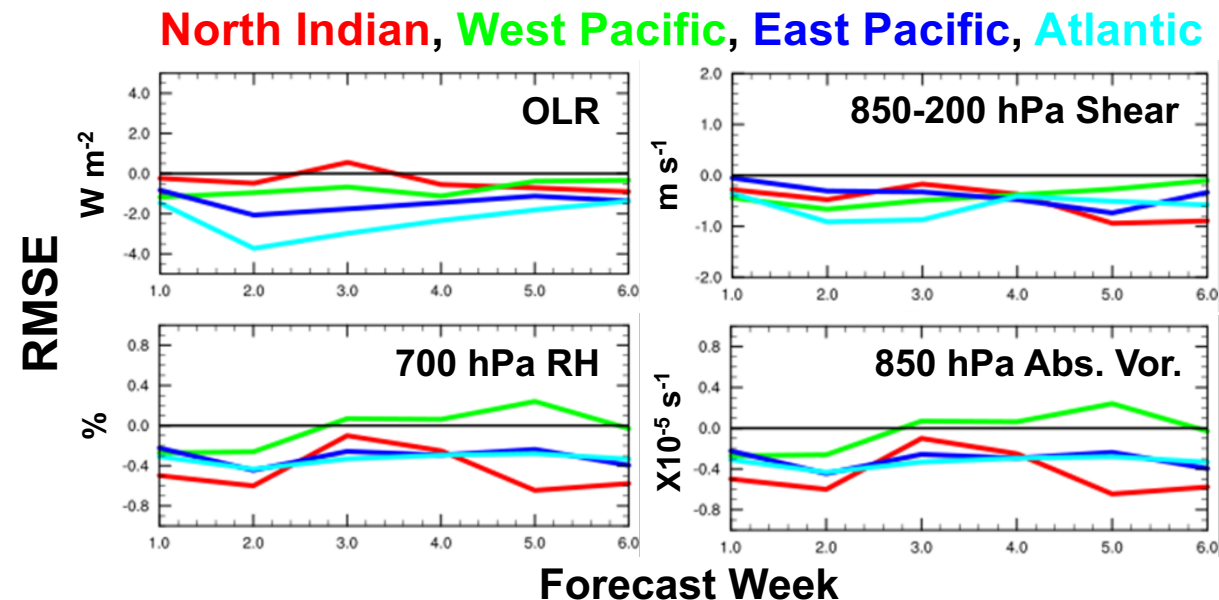 North Indian, West Pacific, East Pacific, Atlantic
RMSE
OLR
W m-2
4.0
2.0
0.0
-2.0
-4.0
1.0 2.0 3.0 4.0 5.0 6.0
850-200 hPa Shear
m s-1
2.0
1.0
0.0
-1.0
-2.0
1.0 2.0 3.0 4.0 5.0 6.0
700 hPa RH
%
0.8
0.4
0.0
-0.4
-0.8
1.0 2.0 3.0 4.0 5.0 6.0
850 hPa Abs. Vor.
X10-5 s-1
0.8
0.4
0.0
-0.4
-0.8
1.0 2.0 3.0 4.0 5.0 6.0
Forecast Week